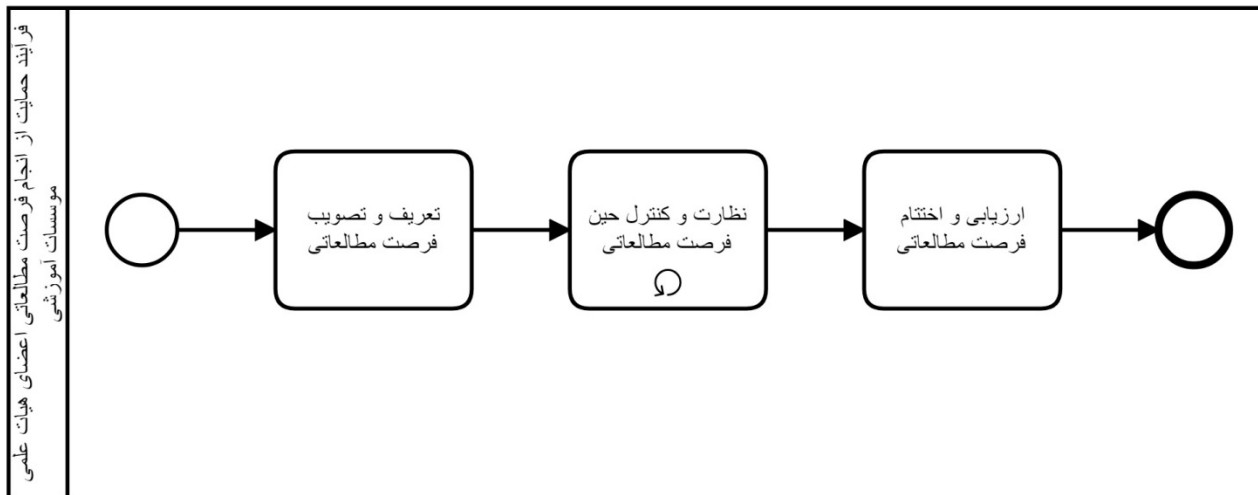 فرآیند حمایت از انجام فرصت مطالعاتی اعضای هیات علمی
موسسات آموزشی
تعریف و تصویب
فرصت مطالعاتی
نظارت و کنترل حین
فرصت مطالعاتی
ارزیابی و اختتام
فرصت مطالعاتی